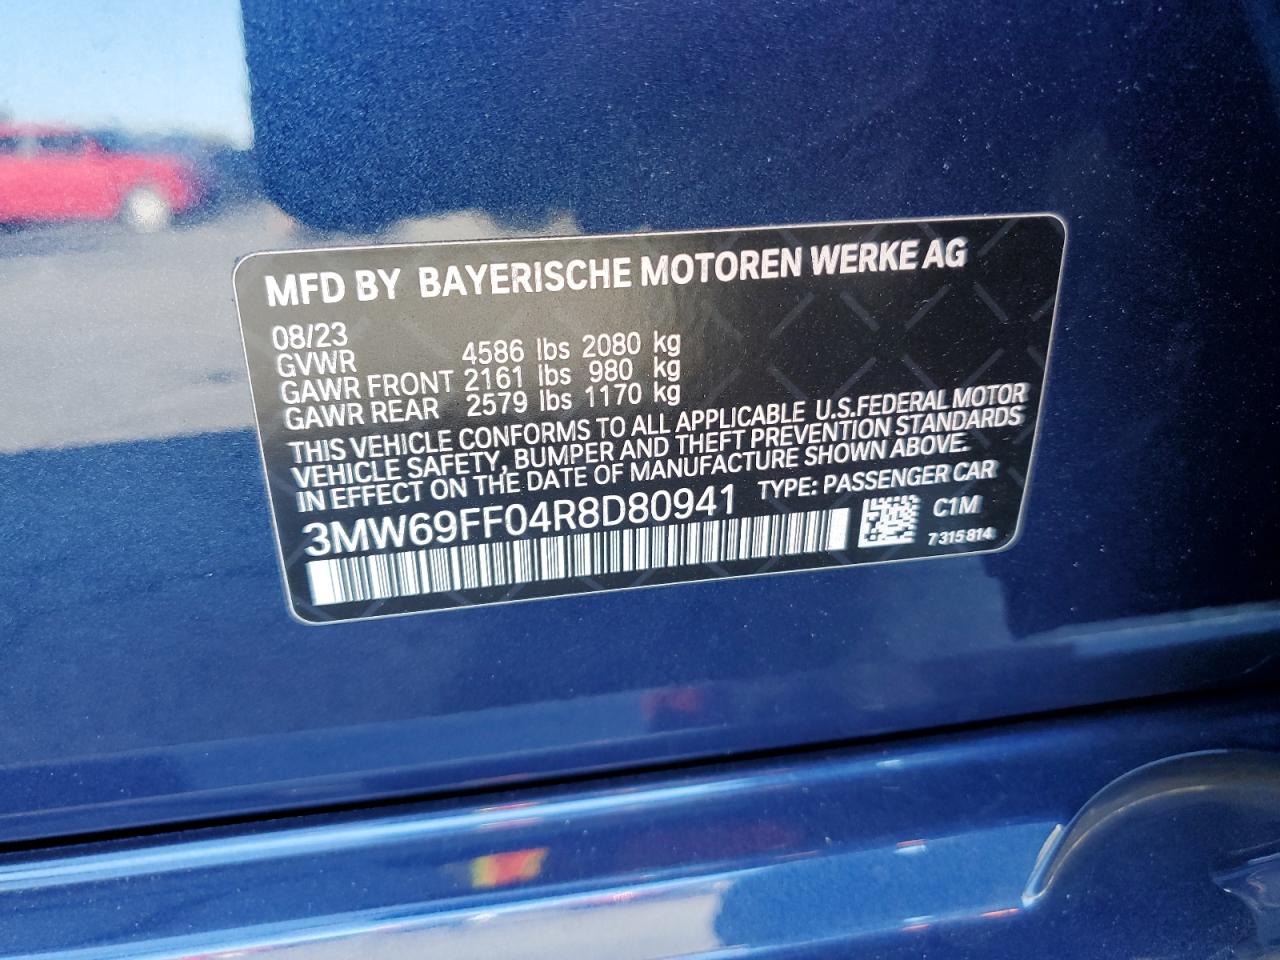 MFD BY BAYERISCHE MOTOREN WERKE AG
08/23
GVWR 4586 lbs 2080 kg
GAWR FRONT 2161 lbs 980 kg
GAWR REAR 2579 lbs 1170 kg
THIS VEHICLE CONFORMS TO ALL APPLICABLE U.S.FEDERAL MOTOR
VEHICLE SAFETY, BUMPER AND THEFT PREVENTION STANDARDS
IN EFFECT ON THE DATE OF MANUFACTURE SHOWN ABOVE.
3MW69FF04R8D80941 TYPE: PASSENGER CAR
C1M
7315814